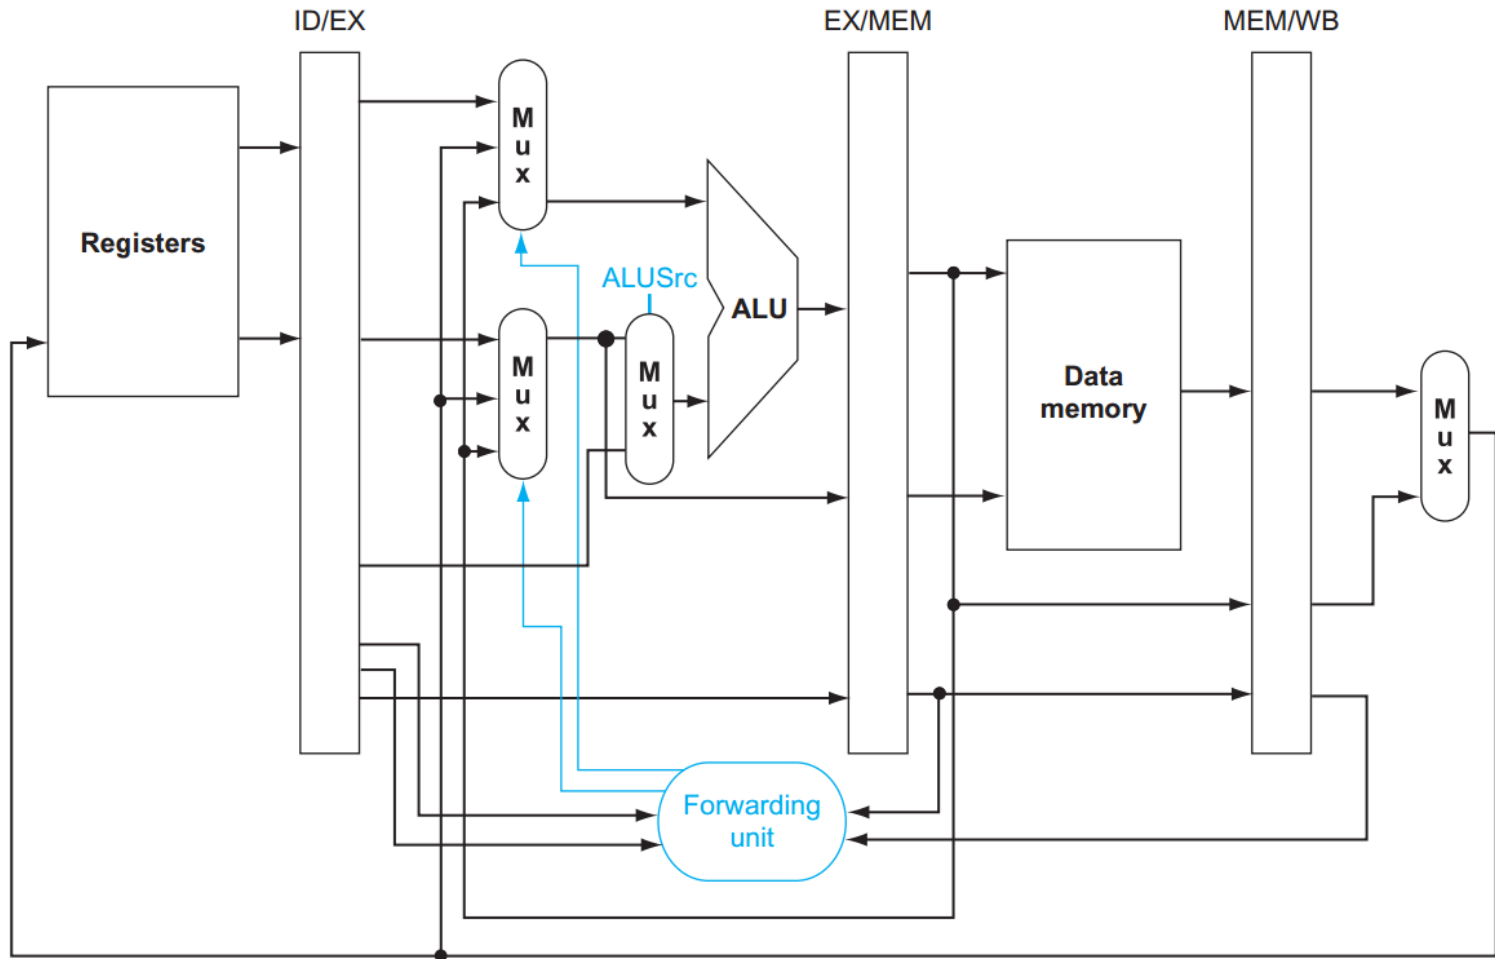 ID/EX
EX/MEM
MEM/WB
M
u
x
Registers
ALUSrc
ALU
M
u
x
M
u
x
Data
memory
M
u
x
Forwarding
unit